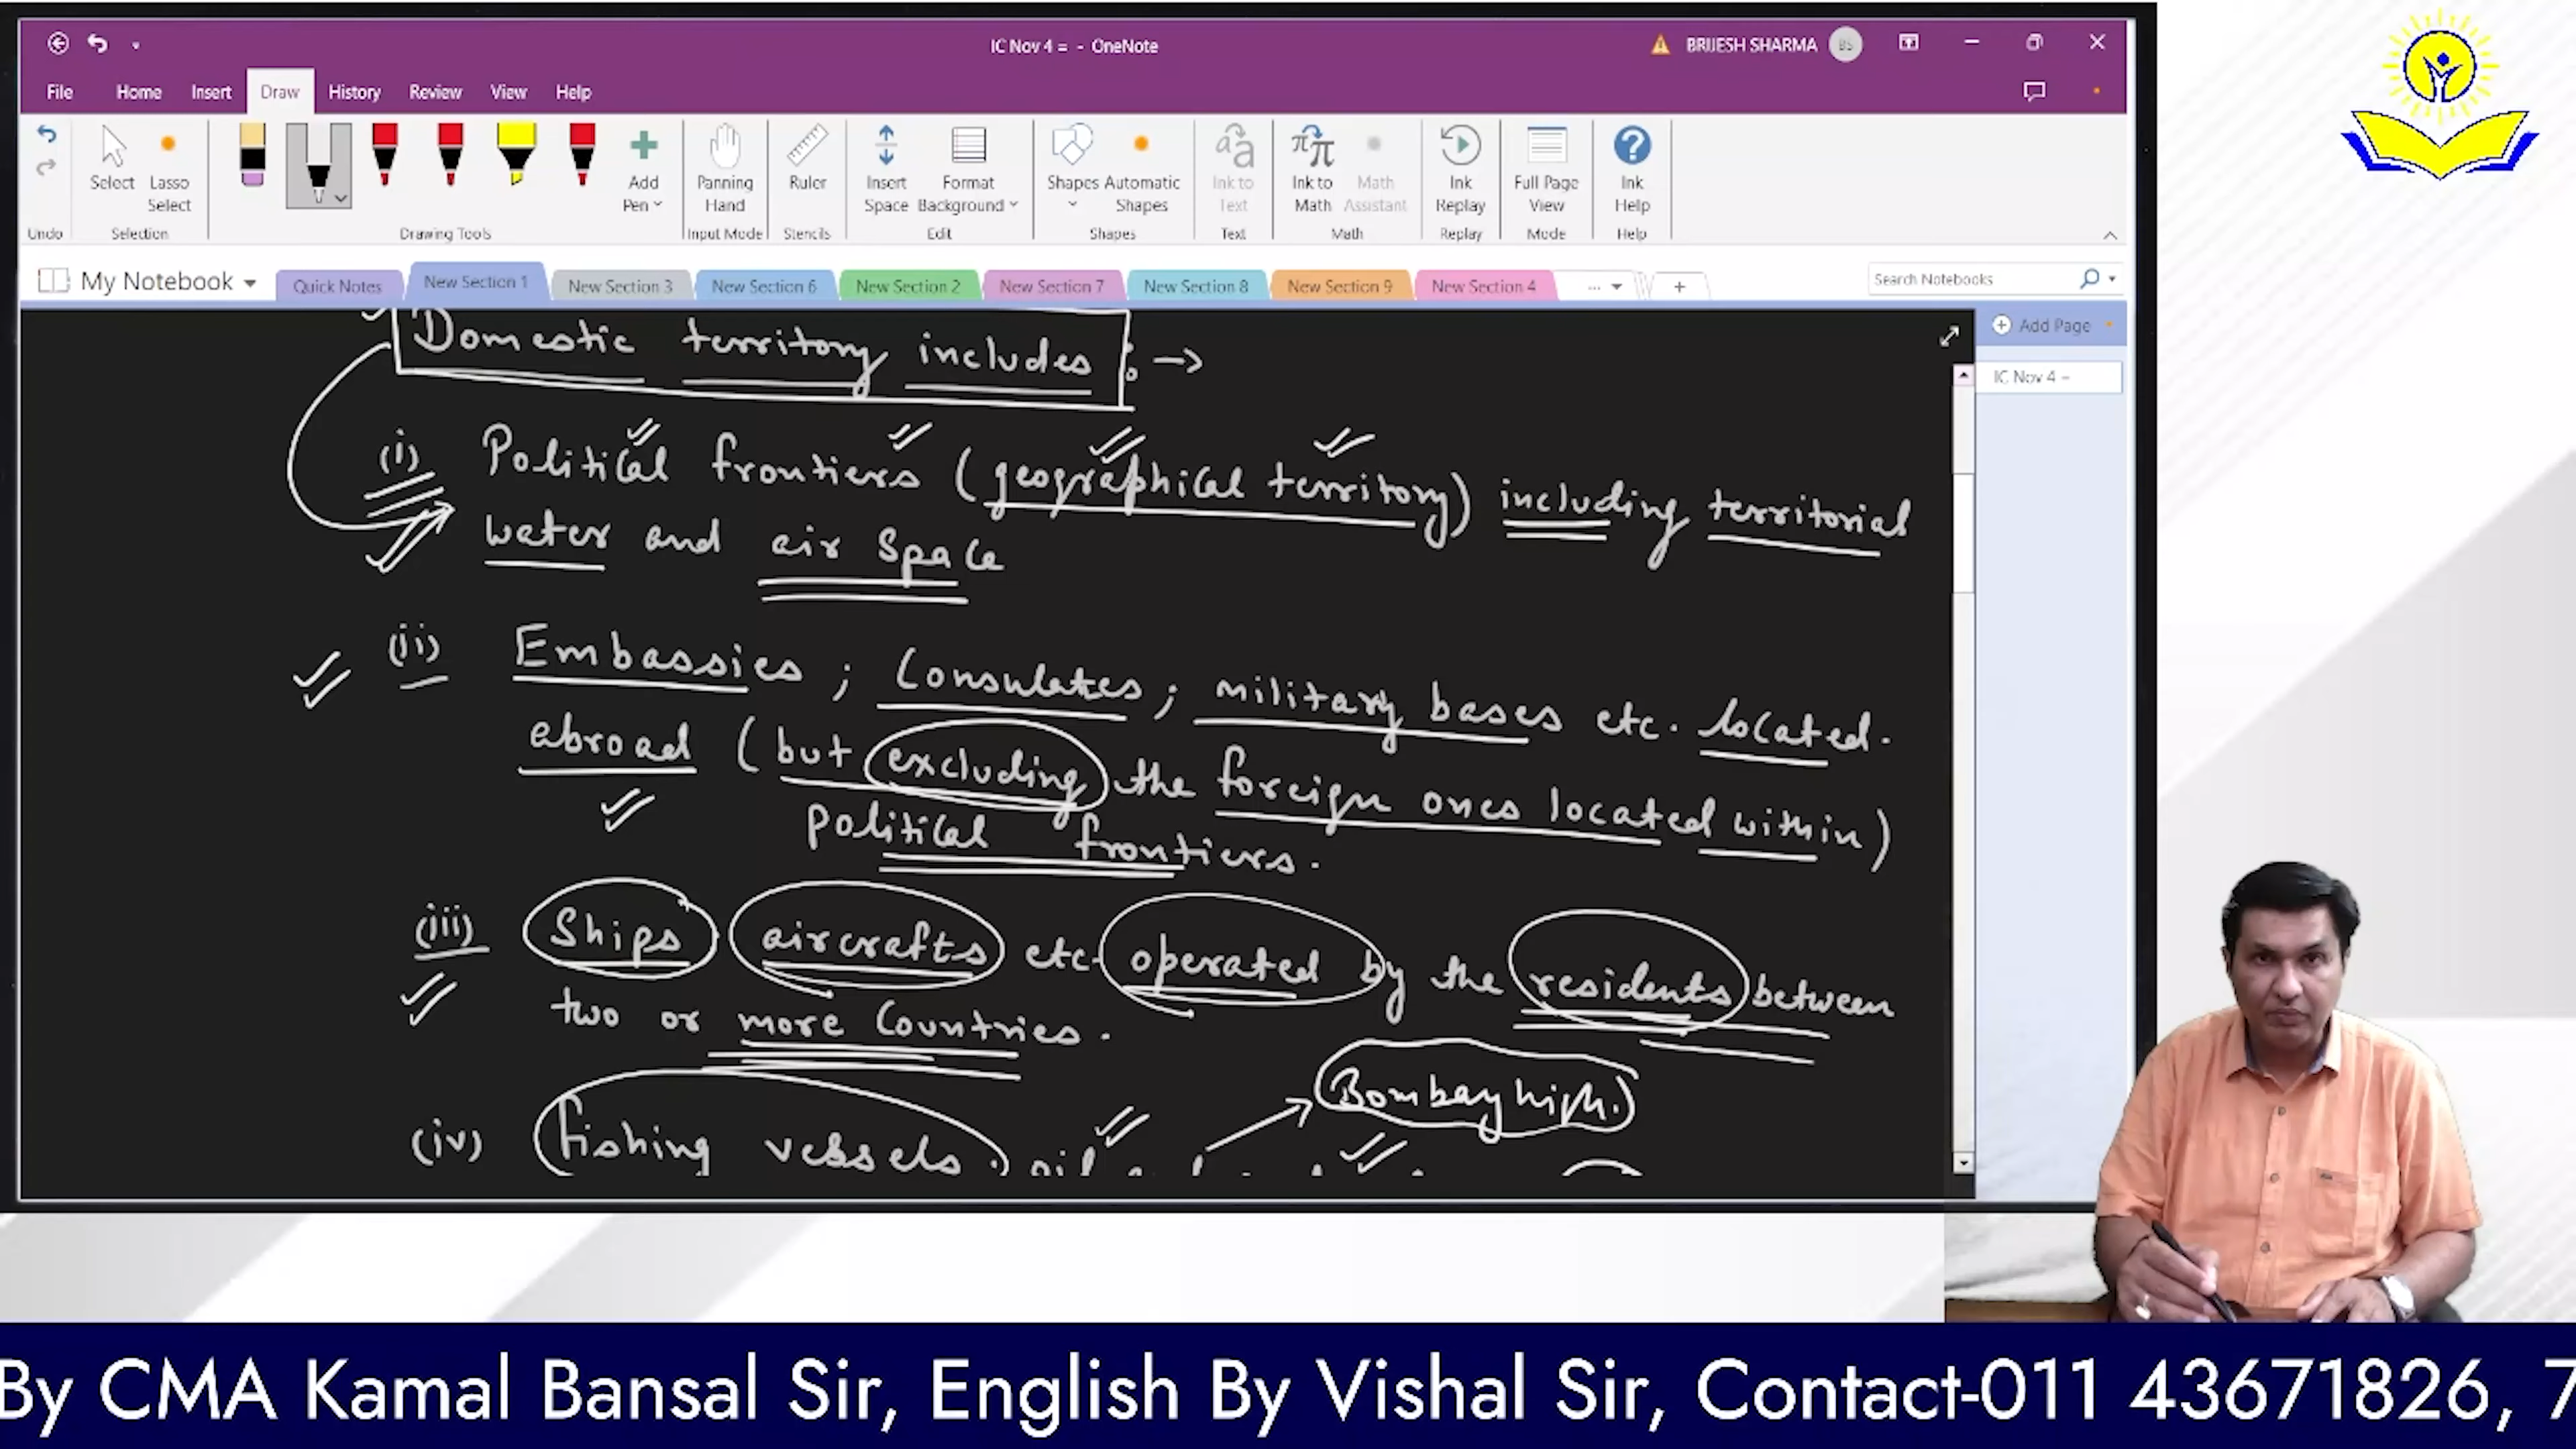 IC Nov 4 = - OneNote
BRIJESH SHARMA BS
File Home Insert Draw History Review View Help
Undo
Select Lasso Select
Selection
Add Pen
Drawing Tools
Panning Hand
Input Mode
Ruler
Stencils
Insert Space Format Background
Edit
Shapes Automatic Shapes
Shapes
Ink to Text
Text
Ink to Math Math Assistant
Math
Ink Replay
Replay
Full Page View
Mode
Ink Help
Help
My Notebook Quick Notes New Section 1 New Section 3 New Section 6 New Section 2 New Section 7 New Section 8 New Section 9 New Section 4 ... + Search Notebooks
Add Page
IC Nov 4 =
Domestic territory includes : →
(i) Political frontiers (geographical territory) including territorial
water and air space
(ii) Embassies ; Consulates ; military bases etc. located.
abroad (but excluding the foreign ones located within)
political frontiers.
(iii) Ships aircrafts etc. operated by the residents between
two or more Countries.
Bombay high.
(iv) fishing vessels, oil
By CMA Kamal Bansal Sir, English By Vishal Sir, Contact-011 43671826, 7